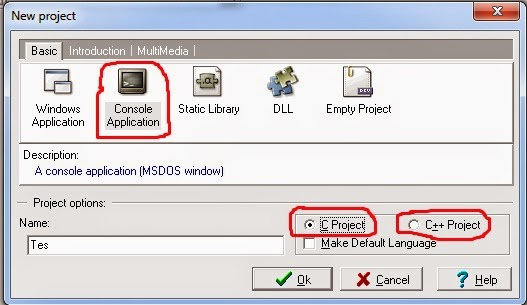 New project
Basic Introduction MultiMedia
Windows Application
Console Application
Static Library
DLL
Empty Project
Description:
A console application (MSDOS window)
Project options:
Name:
Tes
C Project
C++ Project
Make Default Language
Ok
Cancel
? Help